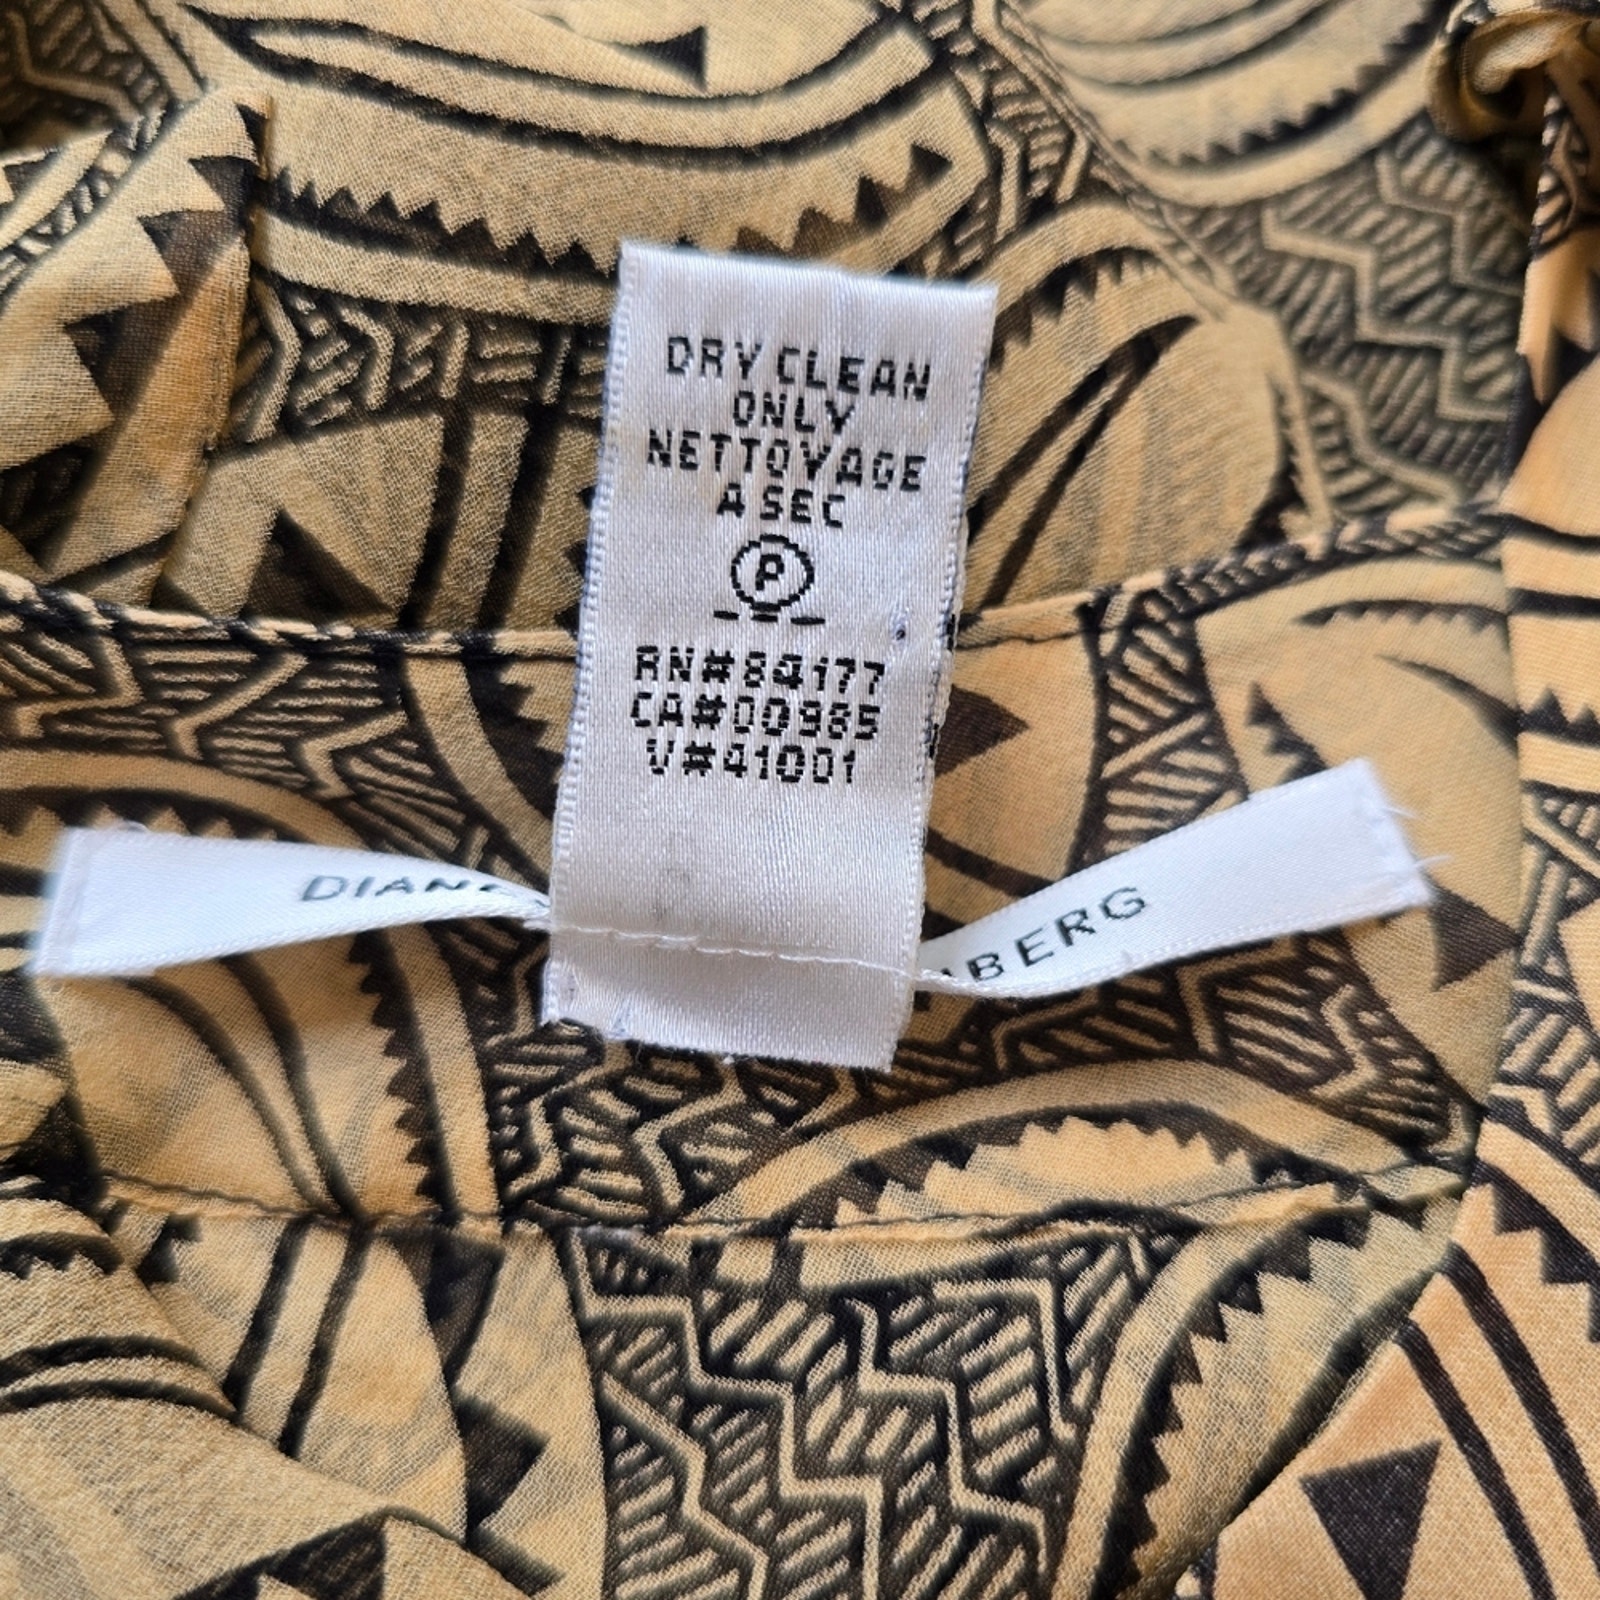 DRY CLEAN
ONLY
NETTOYAGE
A SEC
P
RN#84177
CA#00985
V#41001
DIANE
BERG